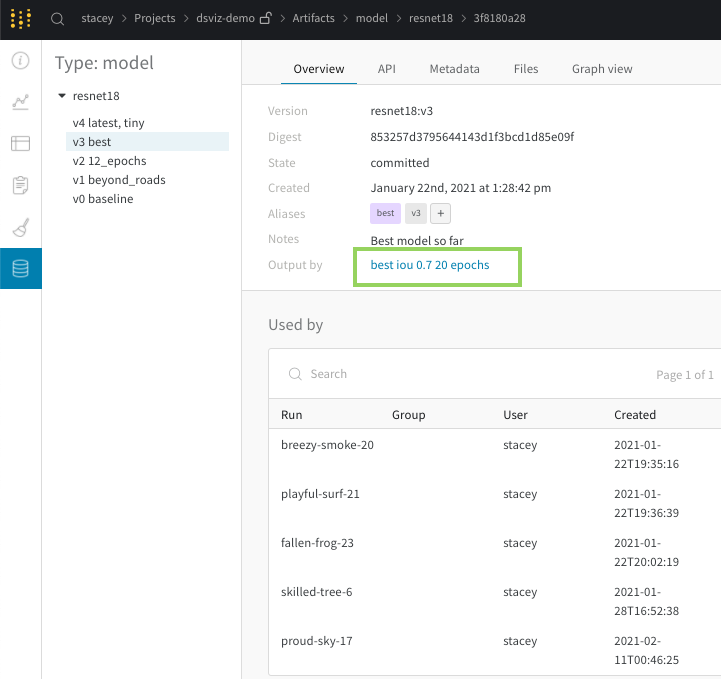 stacey > Projects > dsviz-demo > Artifacts > model > resnet18 > 3f8180a28
Type: model
resnet18
v4 latest, tiny
v3 best
v2 12_epochs
v1 beyond_roads
v0 baseline
Overview API Metadata Files Graph view
Version resnet18:v3
Digest 853257d3795644143d1f3bcd1d85e09f
State committed
Created January 22nd, 2021 at 1:28:42 pm
Aliases best v3 +
Notes Best model so far
Output by best iou 0.7 20 epochs
Used by
Search Page 1 of 1
Run Group User Created
breezy-smoke-20 stacey 2021-01-
22T19:35:16
playful-surf-21 stacey 2021-01-
22T19:36:39
fallen-frog-23 stacey 2021-01-
22T20:02:19
skilled-tree-6 stacey 2021-01-
28T16:52:38
proud-sky-17 stacey 2021-02-
11T00:46:25